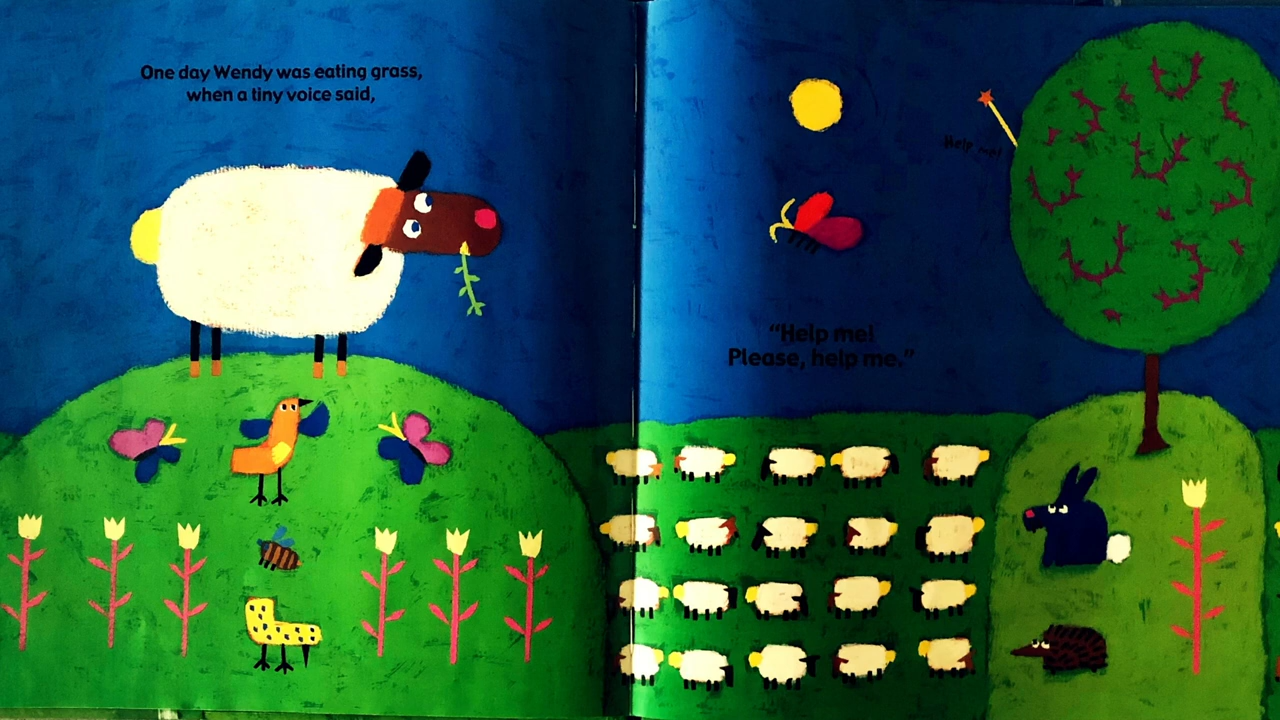 One day Wendy was eating grass,
when a tiny voice said,
Help me!
“Help me!
Please, help me.”